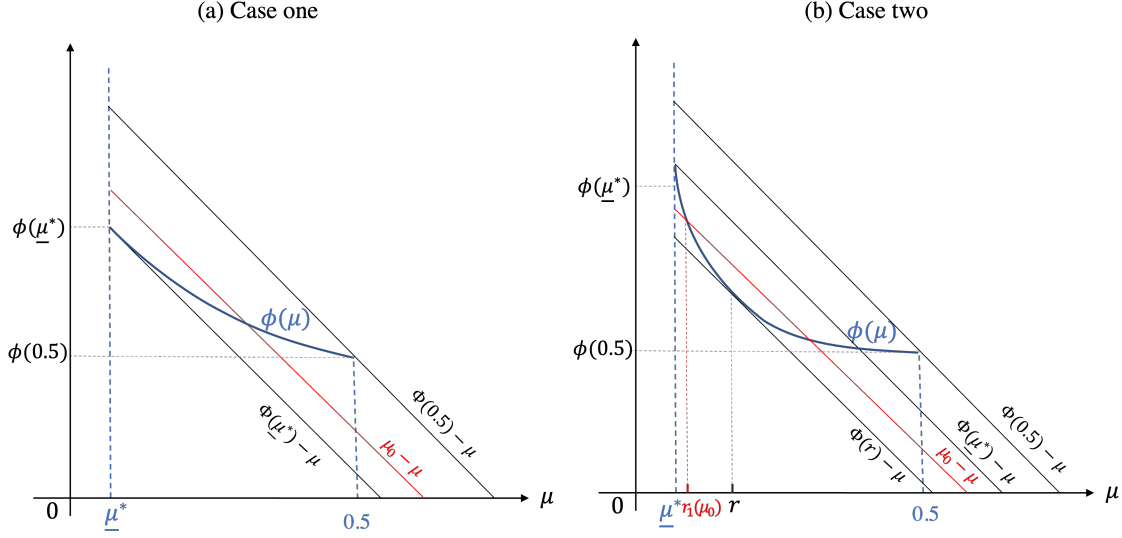 (a) Case one
ϕ(μ̲*)
ϕ(0.5)
ϕ(μ)
Φ(0.5) − μ
μ₀ − μ
Φ(μ̲*) − μ
0
μ̲*
0.5
μ
(b) Case two
ϕ(μ̲*)
ϕ(0.5)
ϕ(μ)
Φ(0.5) − μ
Φ(μ̲*) − μ
μ₀ − μ
Φ(r) − μ
0
μ̲*
r₁(μ₀)
r
0.5
μ